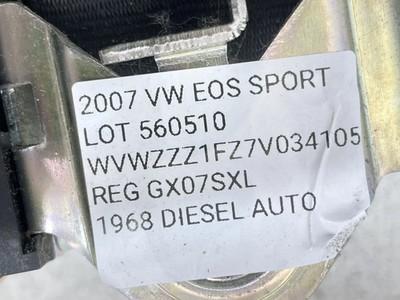 2007 VW EOS SPORT
LOT 560510
WVWZZZ1FZ7V034105
REG GX07SXL
1968 DIESEL AUTO